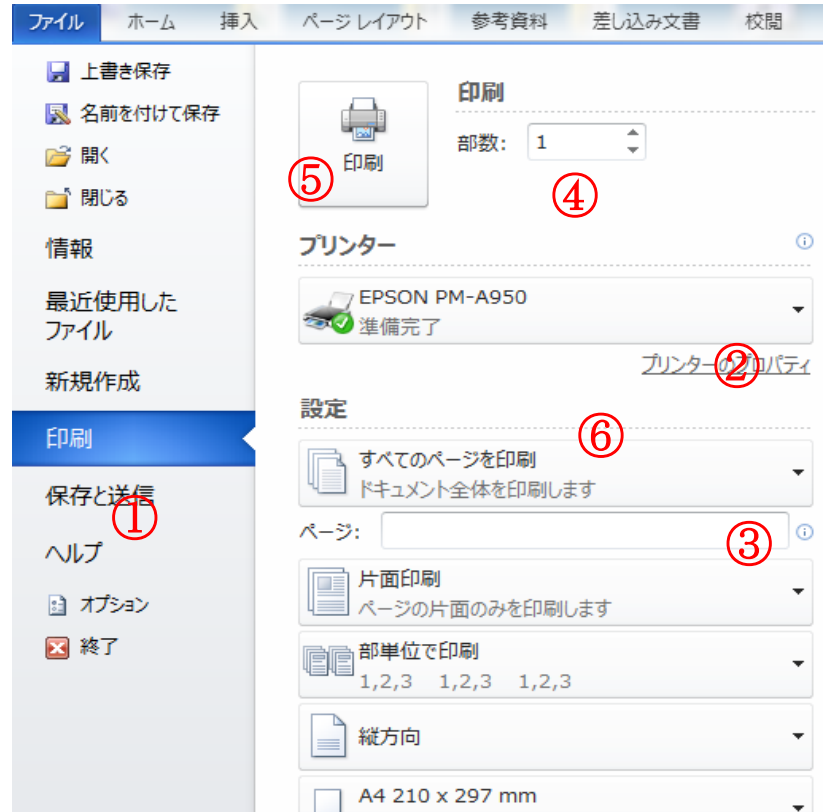 ファイル ホーム 挿入 ページ レイアウト 参考資料 差し込み文書 校閲
上書き保存
名前を付けて保存
開く
閉じる
情報
最近使用した
ファイル
新規作成
印刷
保存と送信
①
ヘルプ
オプション
終了
印刷
⑤
印刷
部数: 1
④
プリンター
EPSON PM-A950
準備完了
プリンターのプロパティ
②
設定
⑥
すべてのページを印刷
ドキュメント全体を印刷します
ページ:
③
片面印刷
ページの片面のみを印刷します
部単位で印刷
1,2,3 1,2,3 1,2,3
縦方向
A4 210 x 297 mm